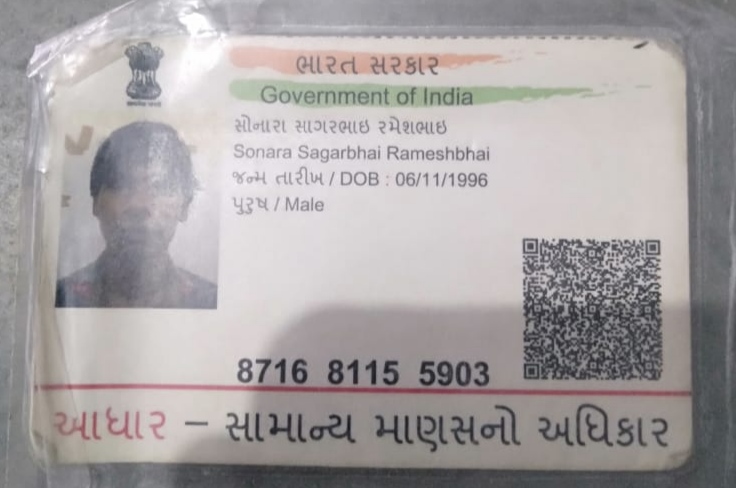 ભારત સરકાર
Government of India
સોનારા સાગરભાઇ રમેશભાઇ
Sonara Sagarbhai Rameshbhai
જન્મ તારીખ / DOB : 06/11/1996
પુરુષ / Male
8716 8115 5903
આધાર – સામાન્ય માણસનો અધિકાર